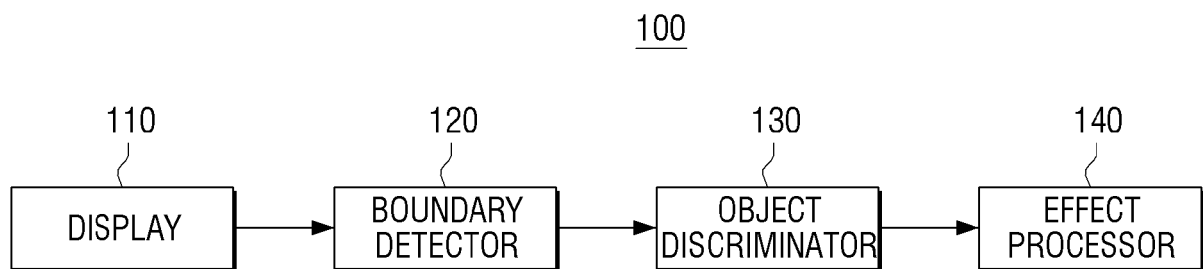 100
110
120
130
140
DISPLAY
BOUNDARY
DETECTOR
OBJECT
DISCRIMINATOR
EFFECT
PROCESSOR